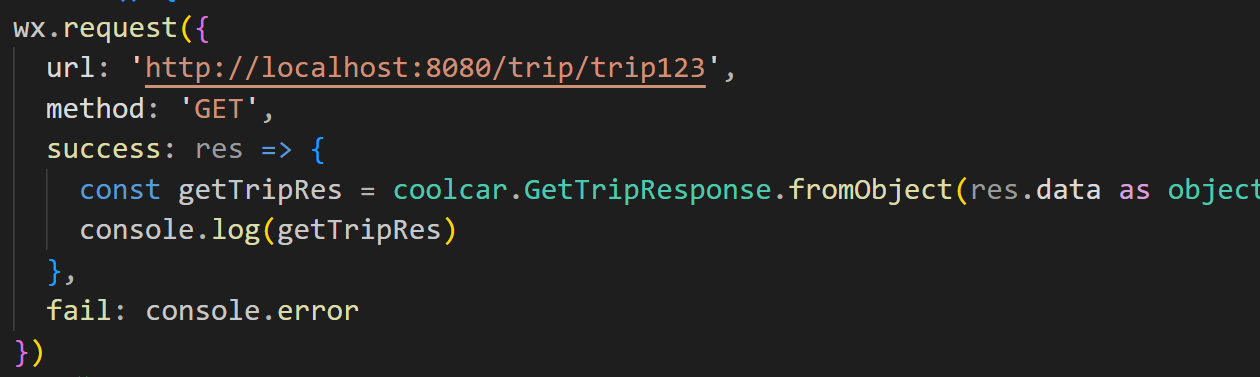 wx.request({
url: 'http://localhost:8080/trip/trip123',
method: 'GET',
success: res => {
const getTripRes = coolcar.GetTripResponse.fromObject(res.data as object
console.log(getTripRes)
},
fail: console.error
})